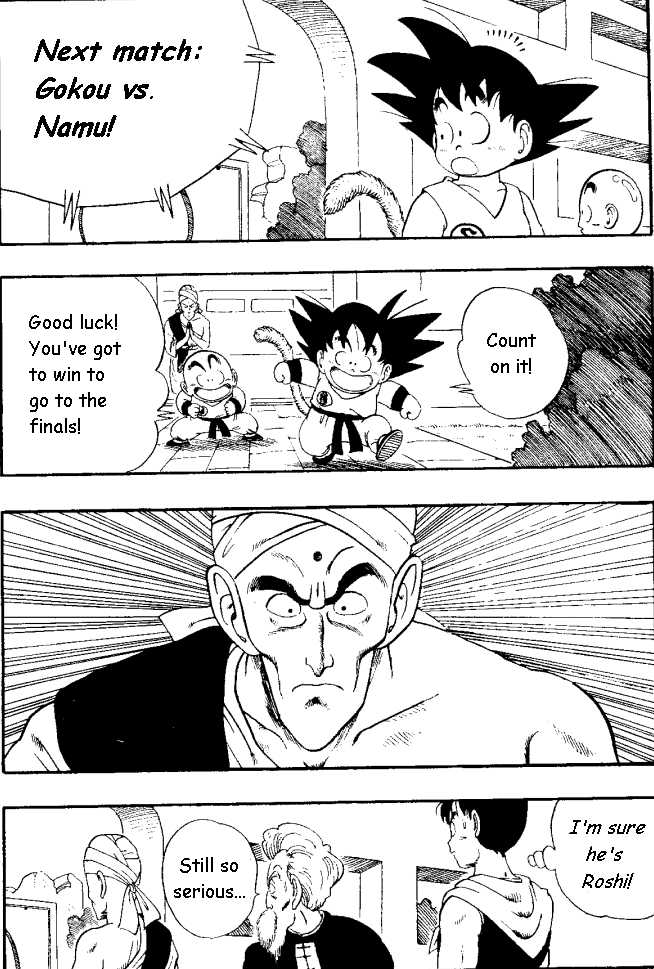 Next match:
Gokou vs.
Namu!
Good luck!
You've got
to win to
go to the
finals!
Count
on it!
Still so
serious...
I'm sure
he's
Roshi!